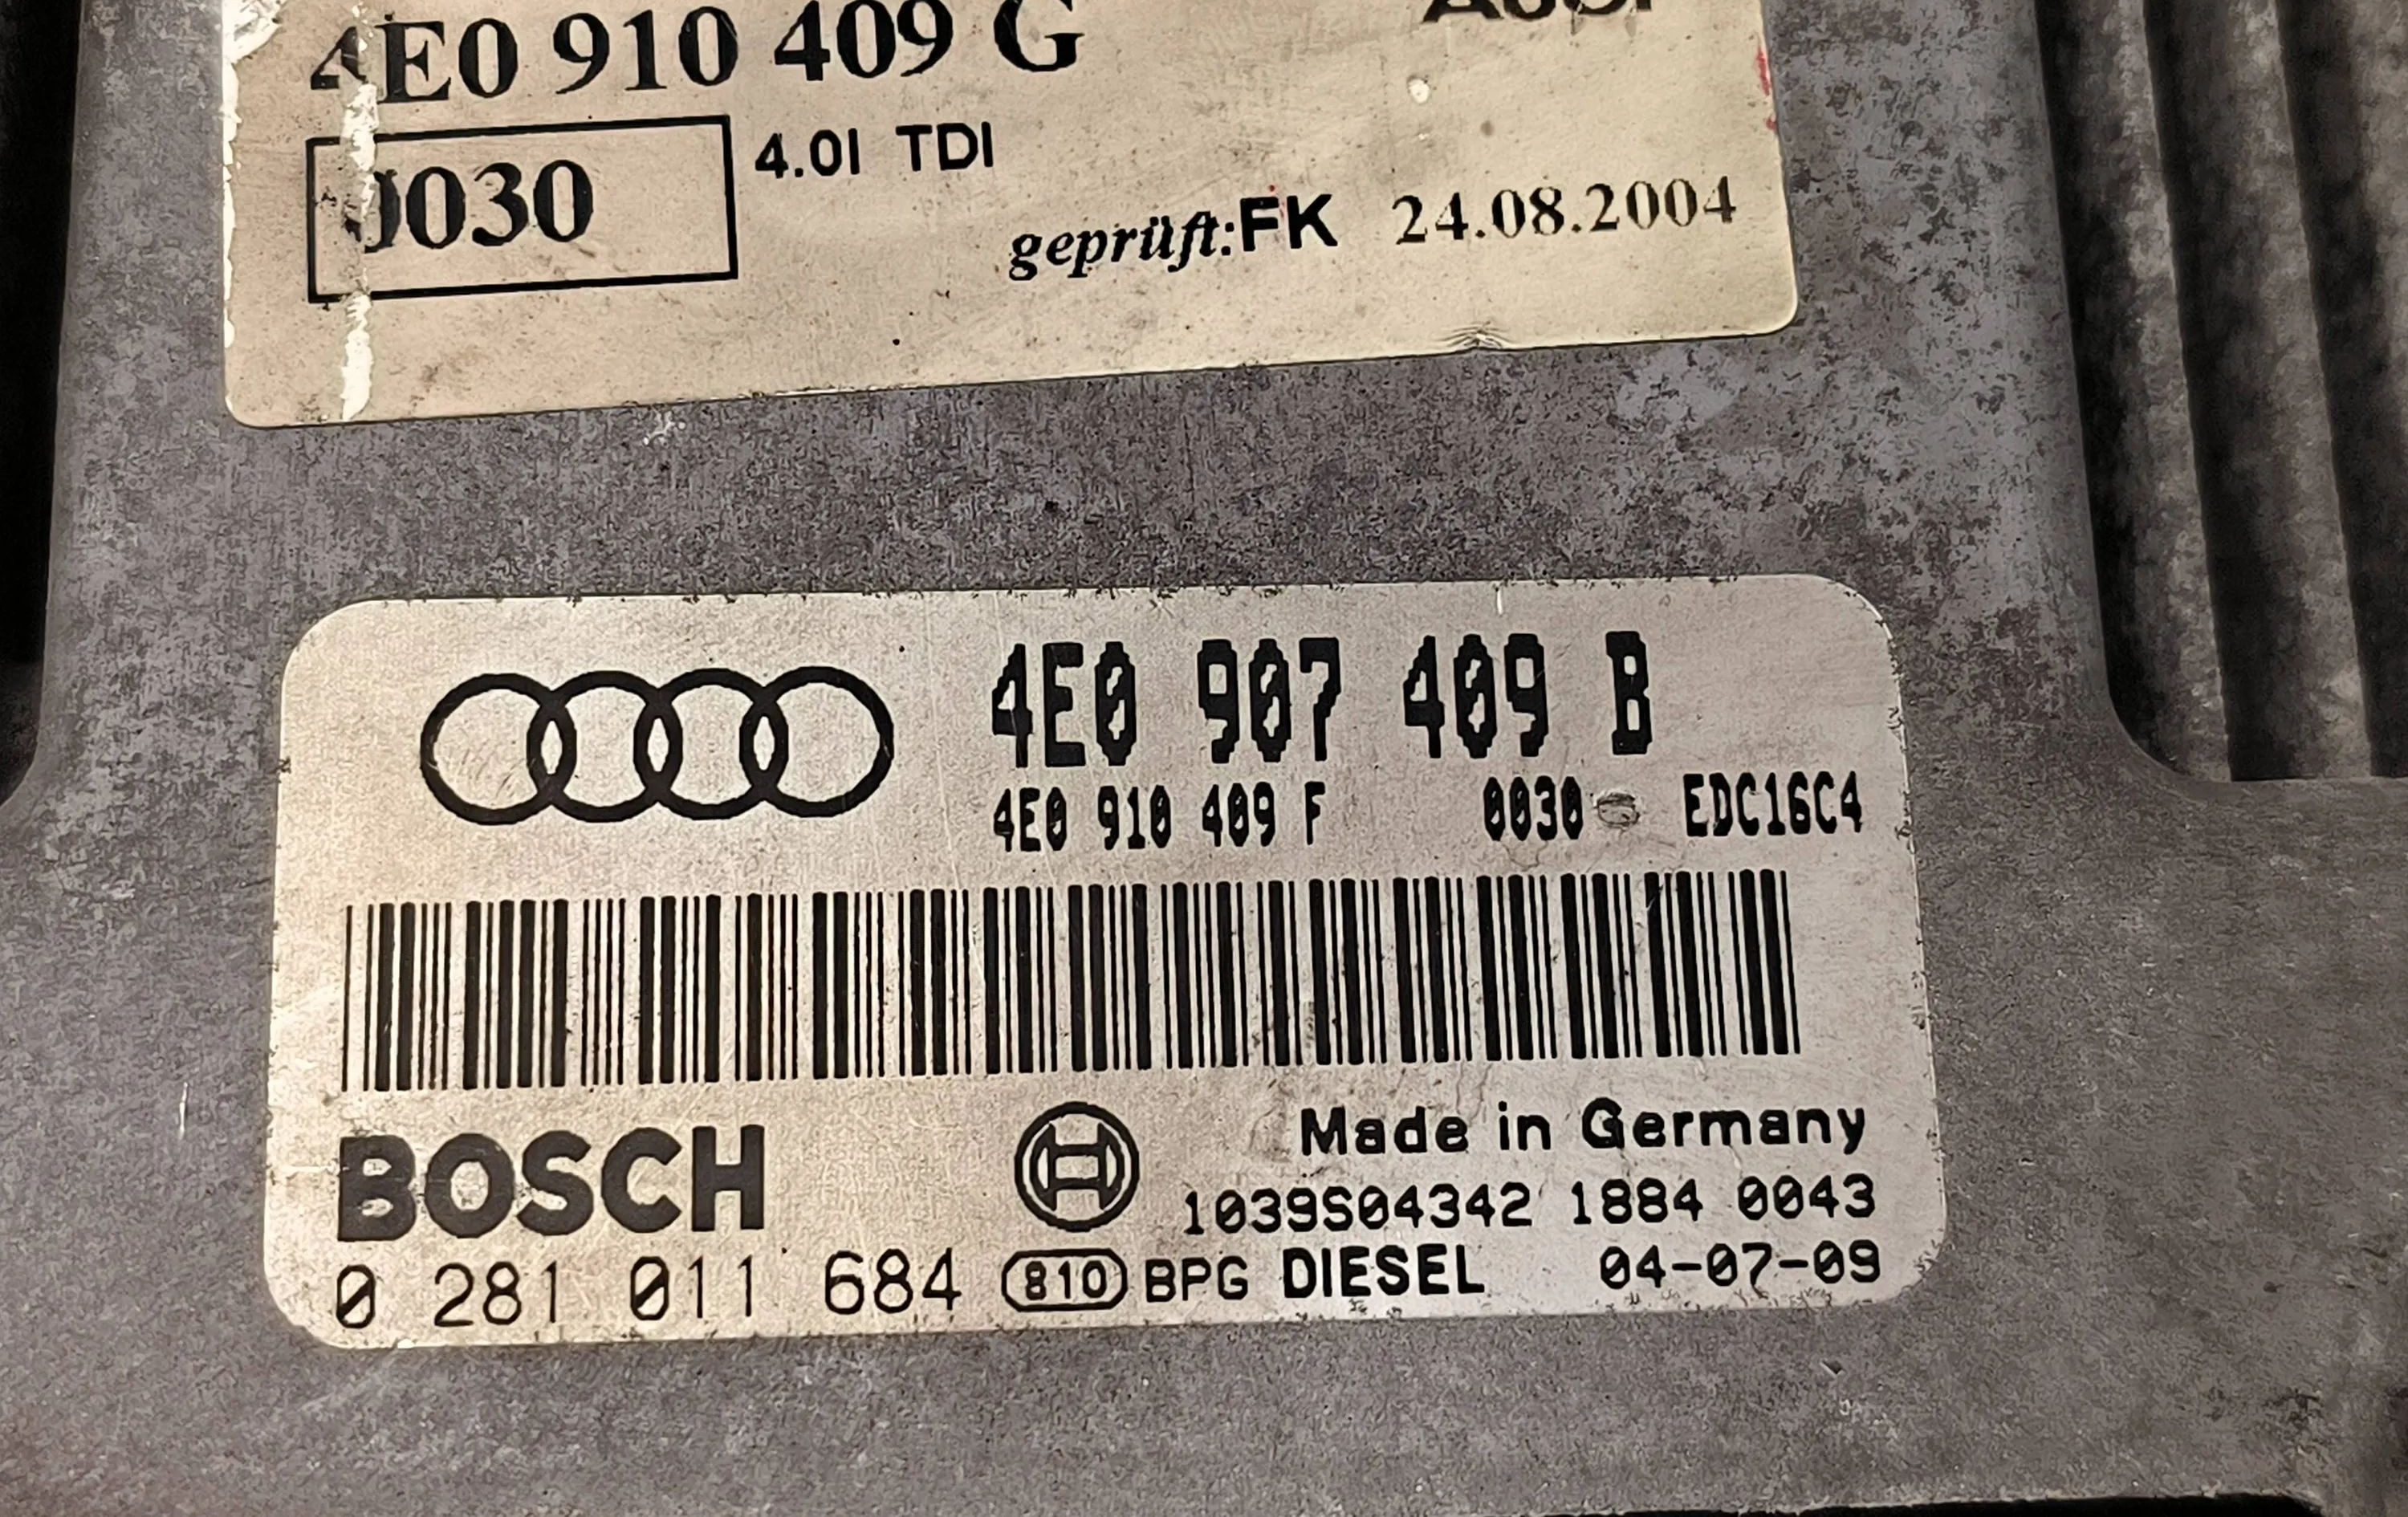 AUDI
4E0 910 409 G
0030 4.0l TDI
geprüft:FK 24.08.2004
4E0 907 409 B
4E0 910 409 F 0030 EDC16C4
BOSCH
Made in Germany
1039S04342 1884 0043
0 281 011 684 810 BPG DIESEL 04-07-09